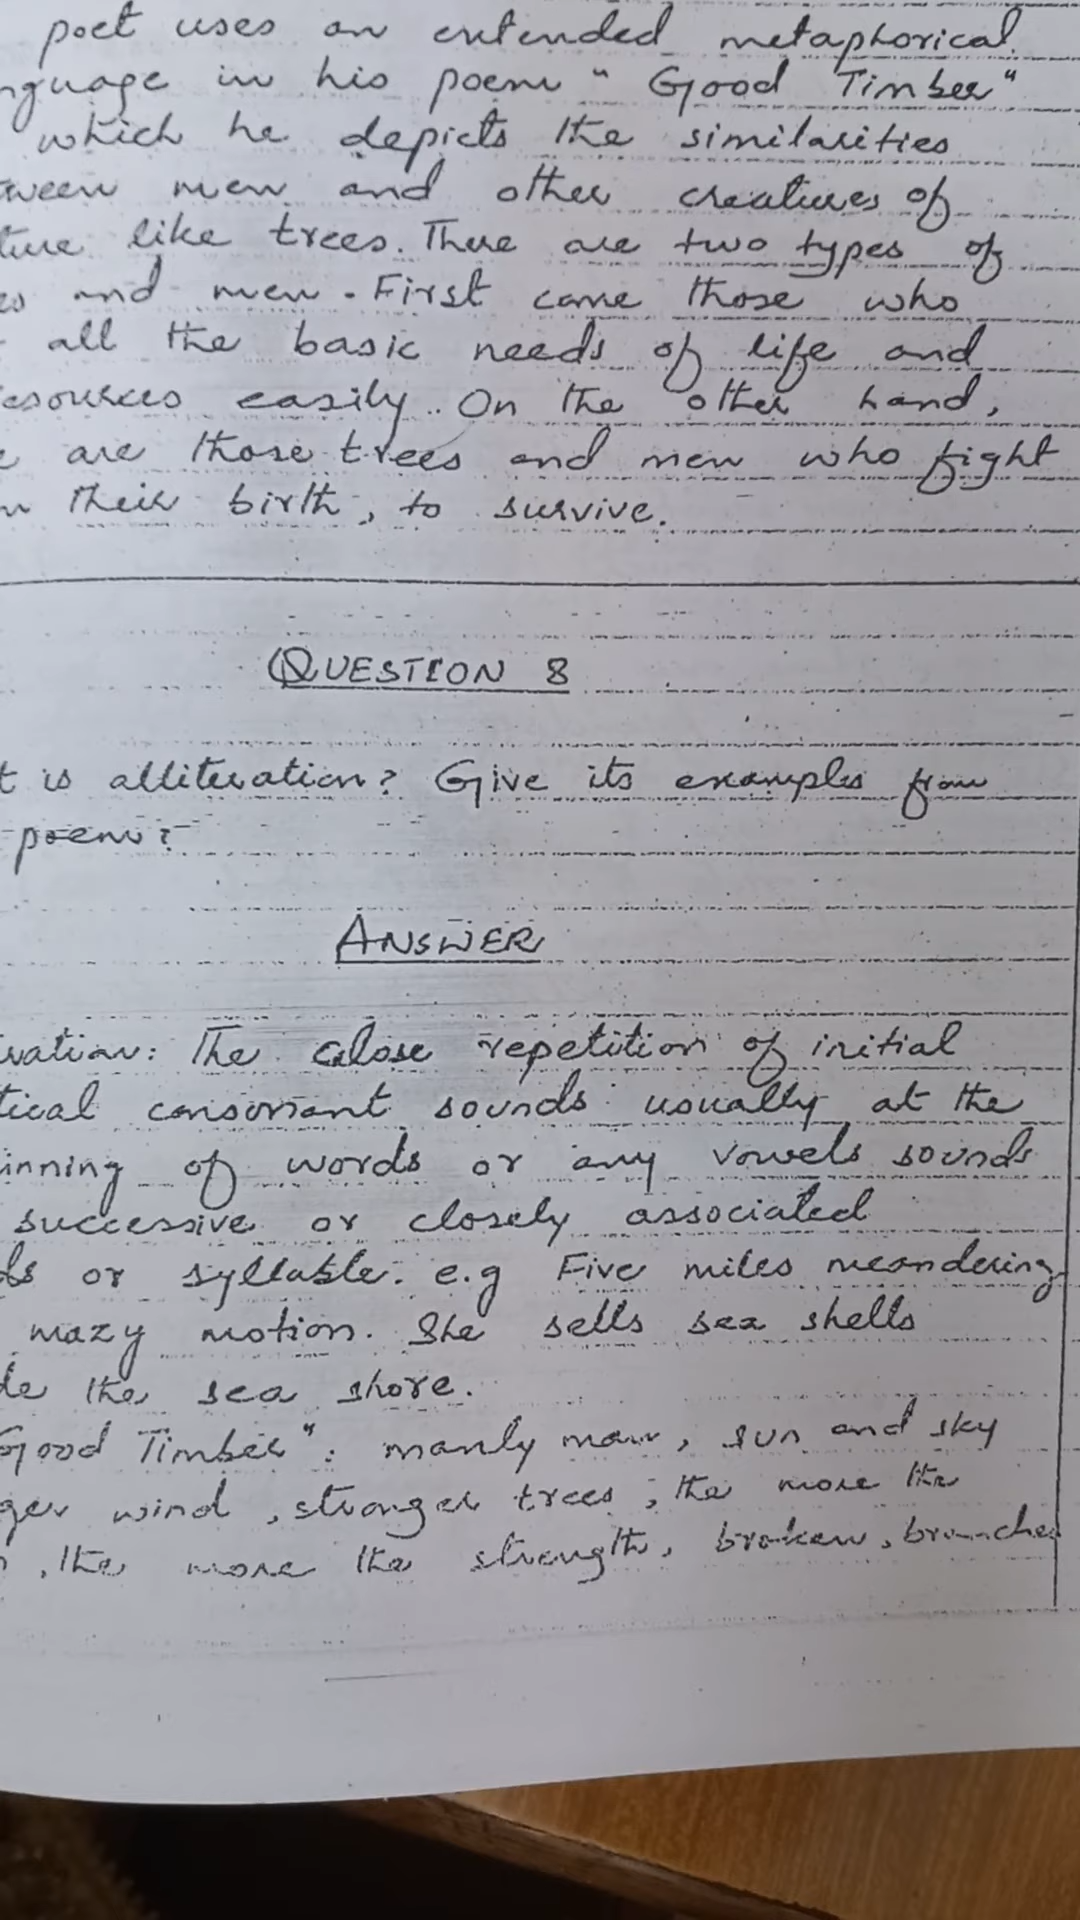 poet uses an extended metaphorical
nguage in his poem "Good Timber"
which he depicts the similarities
tween men and other creatures of
ture like trees. There are two types of
es and men. First come those who
all the basic needs of life and
esources easily. On the other hand,
e are those trees and men who fight
m their birth, to survive.
QUESTION 8
t is alliteration? Give its examples from
poem?
ANSWER
ration: The close repetition of initial
tical consonant sounds usually at the
inning of words or any vowels sounds
successive or closely associated
ds or syllable. e.g Five miles meandering
mazy motion. She sells sea shells
de the sea shore.
Good Timber": manly man, sun and sky
ger wind, stronger trees, the more the
, the more the strength, broken, branches